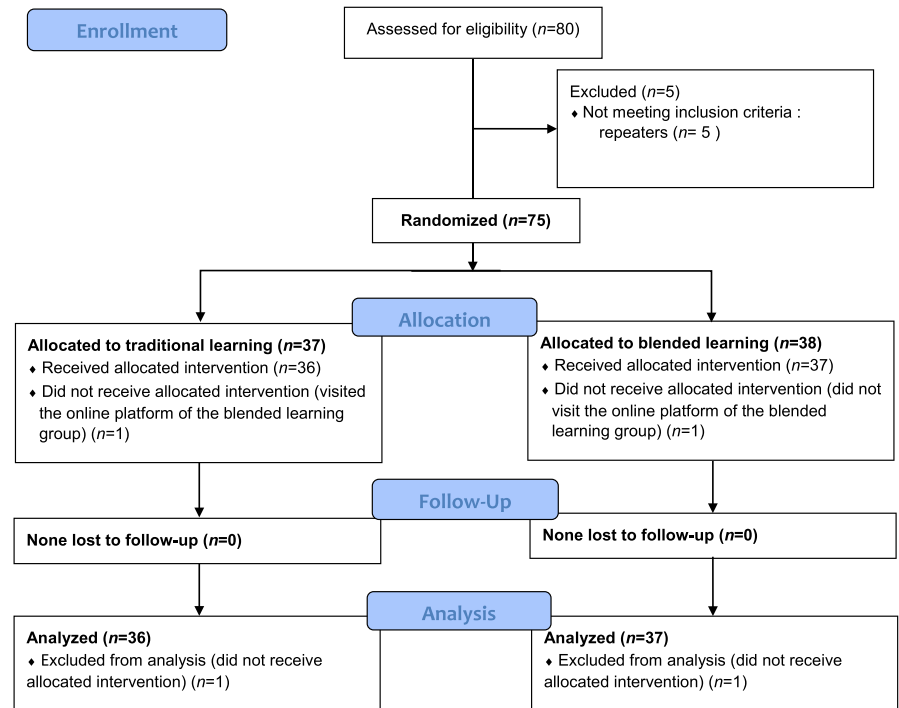 Enrollment
Assessed for eligibility (n=80)
Excluded (n=5)
♦ Not meeting inclusion criteria :
repeaters (n= 5 )
Randomized (n=75)
Allocation
Allocated to traditional learning (n=37)
♦ Received allocated intervention (n=36)
♦ Did not receive allocated intervention (visited
the online platform of the blended learning
group) (n=1)
Allocated to blended learning (n=38)
♦ Received allocated intervention (n=37)
♦ Did not receive allocated intervention (did not
visit the online platform of the blended
learning group) (n=1)
Follow-Up
None lost to follow-up (n=0)
None lost to follow-up (n=0)
Analysis
Analyzed (n=36)
♦ Excluded from analysis (did not receive
allocated intervention) (n=1)
Analyzed (n=37)
♦ Excluded from analysis (did not receive
allocated intervention) (n=1)